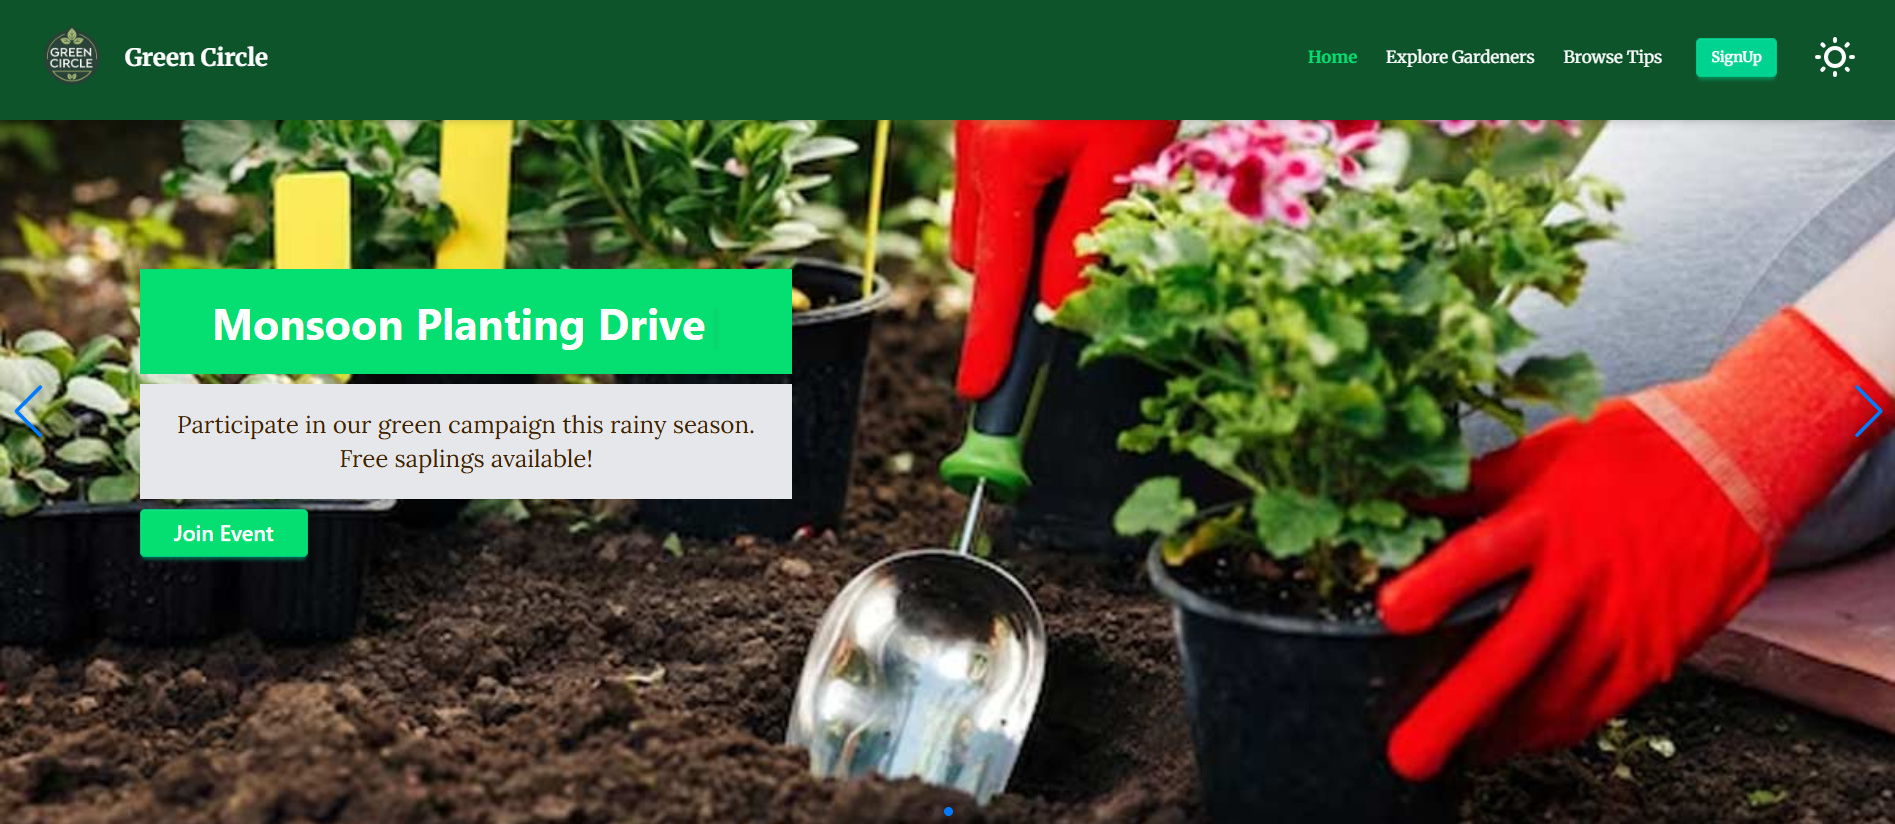 GREEN
CIRCLE
Green Circle
Home
Explore Gardeners
Browse Tips
SignUp
Monsoon Planting Drive
Participate in our green campaign this rainy season.
Free saplings available!
Join Event